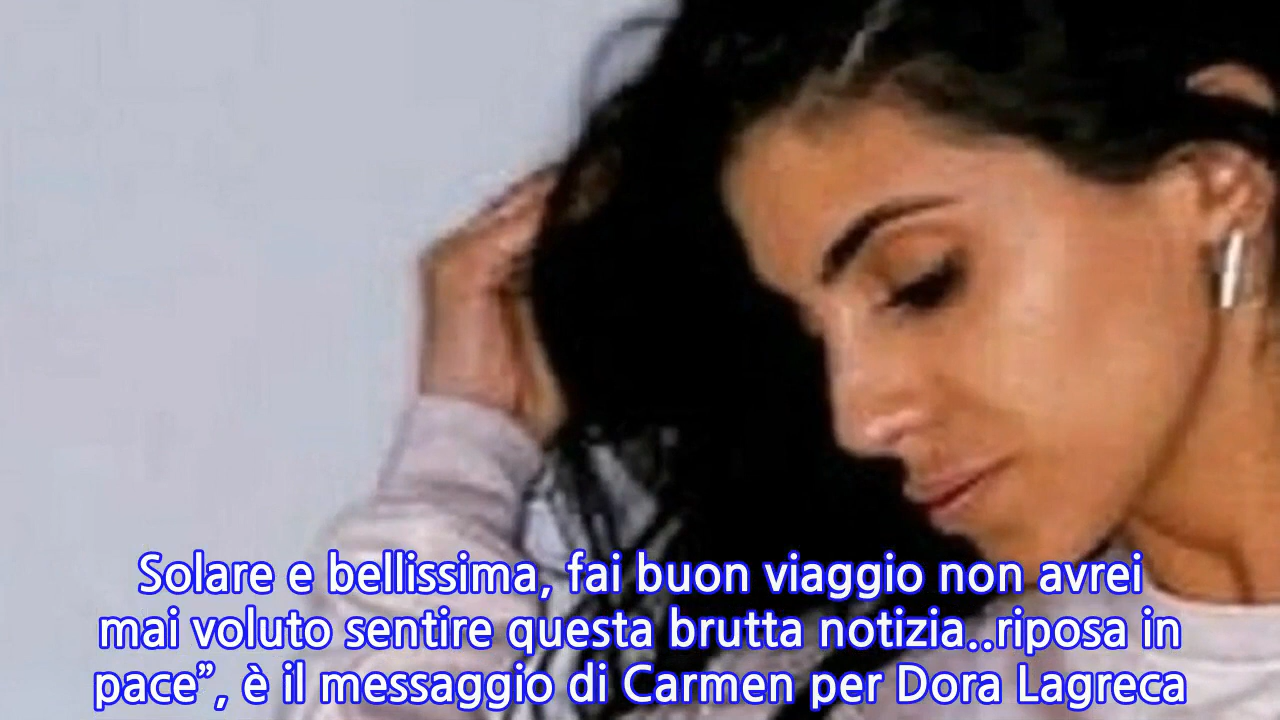 Solare e bellissima, fai buon viaggio non avrei
mai voluto sentire questa brutta notizia..riposa in
pace”, è il messaggio di Carmen per Dora Lagreca